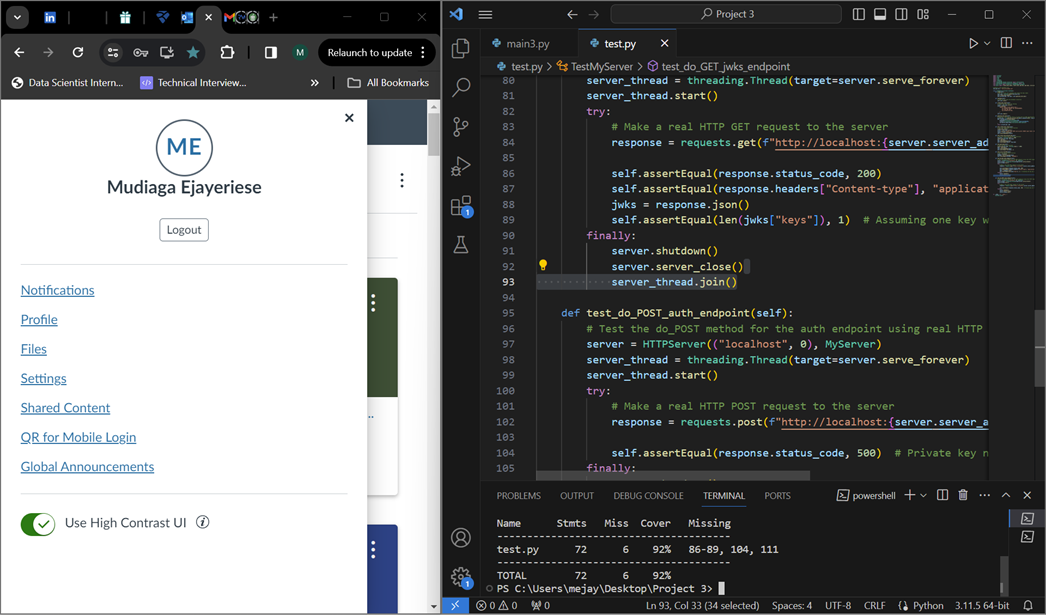 Relaunch to update
M
Data Scientist Intern...
Technical Interview...
»
All Bookmarks
ME
Mudiaga Ejayeriese
Logout
Notifications
Profile
Files
Settings
Shared Content
QR for Mobile Login
Global Announcements
Use High Contrast UI
Project 3
main3.py
test.py
test.py > TestMyServer > test_do_GET_jwks_endpoint
80 server_thread = threading.Thread(target=server.serve_forever)
81 server_thread.start()
82 try:
83 # Make a real HTTP GET request to the server
84 response = requests.get(f"http://localhost:{server.server_ad
85
86 self.assertEqual(response.status_code, 200)
87 self.assertEqual(response.headers["Content-type"], "applicat
88 jwks = response.json()
89 self.assertEqual(len(jwks["keys"]), 1) # Assuming one key w
90 finally:
91 server.shutdown()
92 server.server_close()
93 server_thread.join()
94
95 def test_do_POST_auth_endpoint(self):
96 # Test the do_POST method for the auth endpoint using real HTTP
97 server = HTTPServer(("localhost", 0), MyServer)
98 server_thread = threading.Thread(target=server.serve_forever)
99 server_thread.start()
100 try:
101 # Make a real HTTP POST request to the server
102 response = requests.post(f"http://localhost:{server.server_a
103
104 self.assertEqual(response.status_code, 500) # Private key n
105 finally:
PROBLEMS OUTPUT DEBUG CONSOLE TERMINAL PORTS powershell
Name Stmts Miss Cover Missing
-------------------------------------
test.py 72 6 92% 86-89, 104, 111
-------------------------------------
TOTAL 72 6 92%
PS C:\Users\mejay\Desktop\Project 3>
1
1
0 0 0 Ln 93, Col 33 (34 selected) Spaces: 4 UTF-8 CRLF Python 3.11.5 64-bit